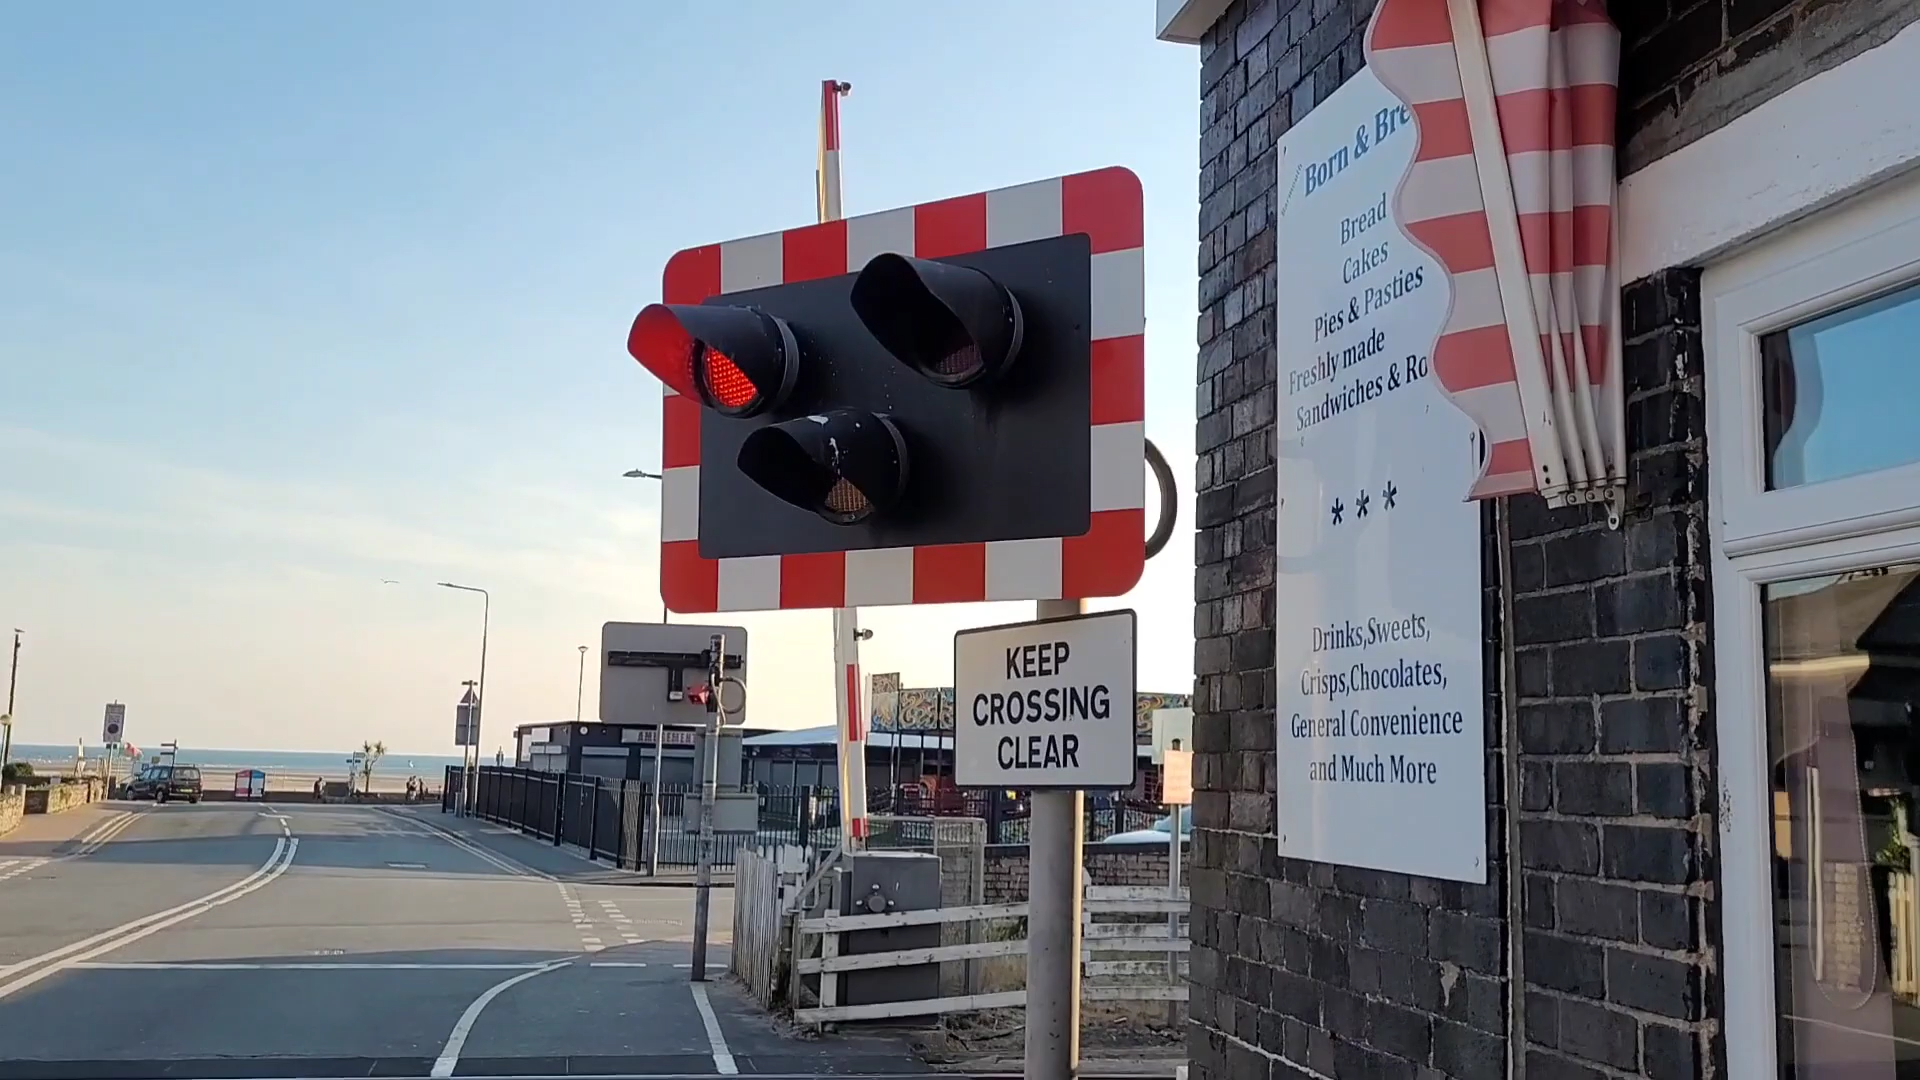 Born & Bre
Bread
Cakes
Pies & Pasties
Freshly made
Sandwiches & Ro
* * *
Drinks,Sweets,
Crisps,Chocolates,
General Convenience
and Much More
KEEP
CROSSING
CLEAR